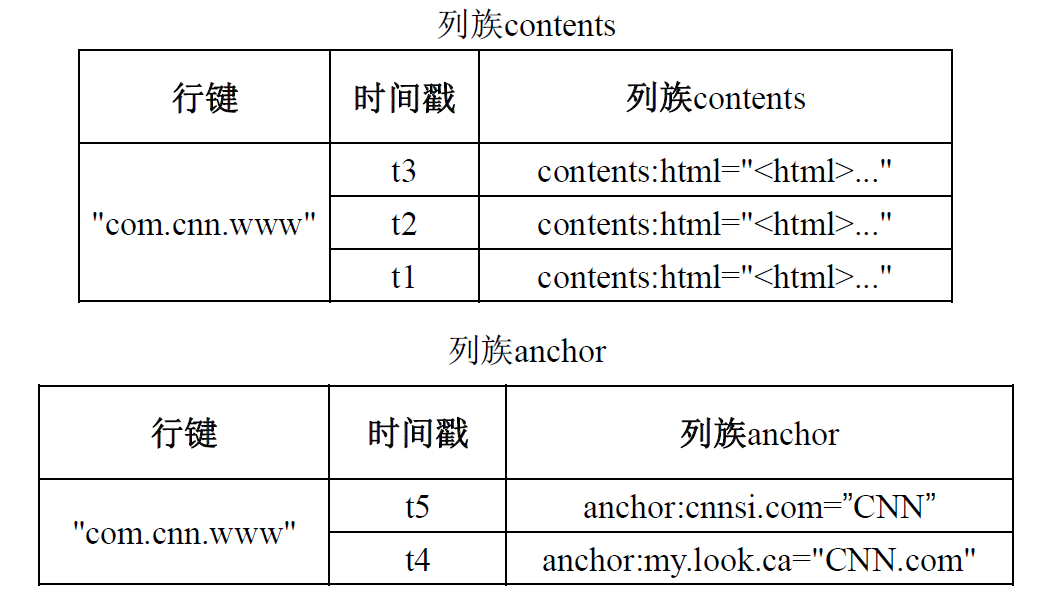 列族contents
行键 时间戳 列族contents
"com.cnn.www" t3 contents:html="<html>..."
t2 contents:html="<html>..."
t1 contents:html="<html>..."
列族anchor
行键 时间戳 列族anchor
"com.cnn.www" t5 anchor:cnnsi.com=”CNN”
t4 anchor:my.look.ca="CNN.com"